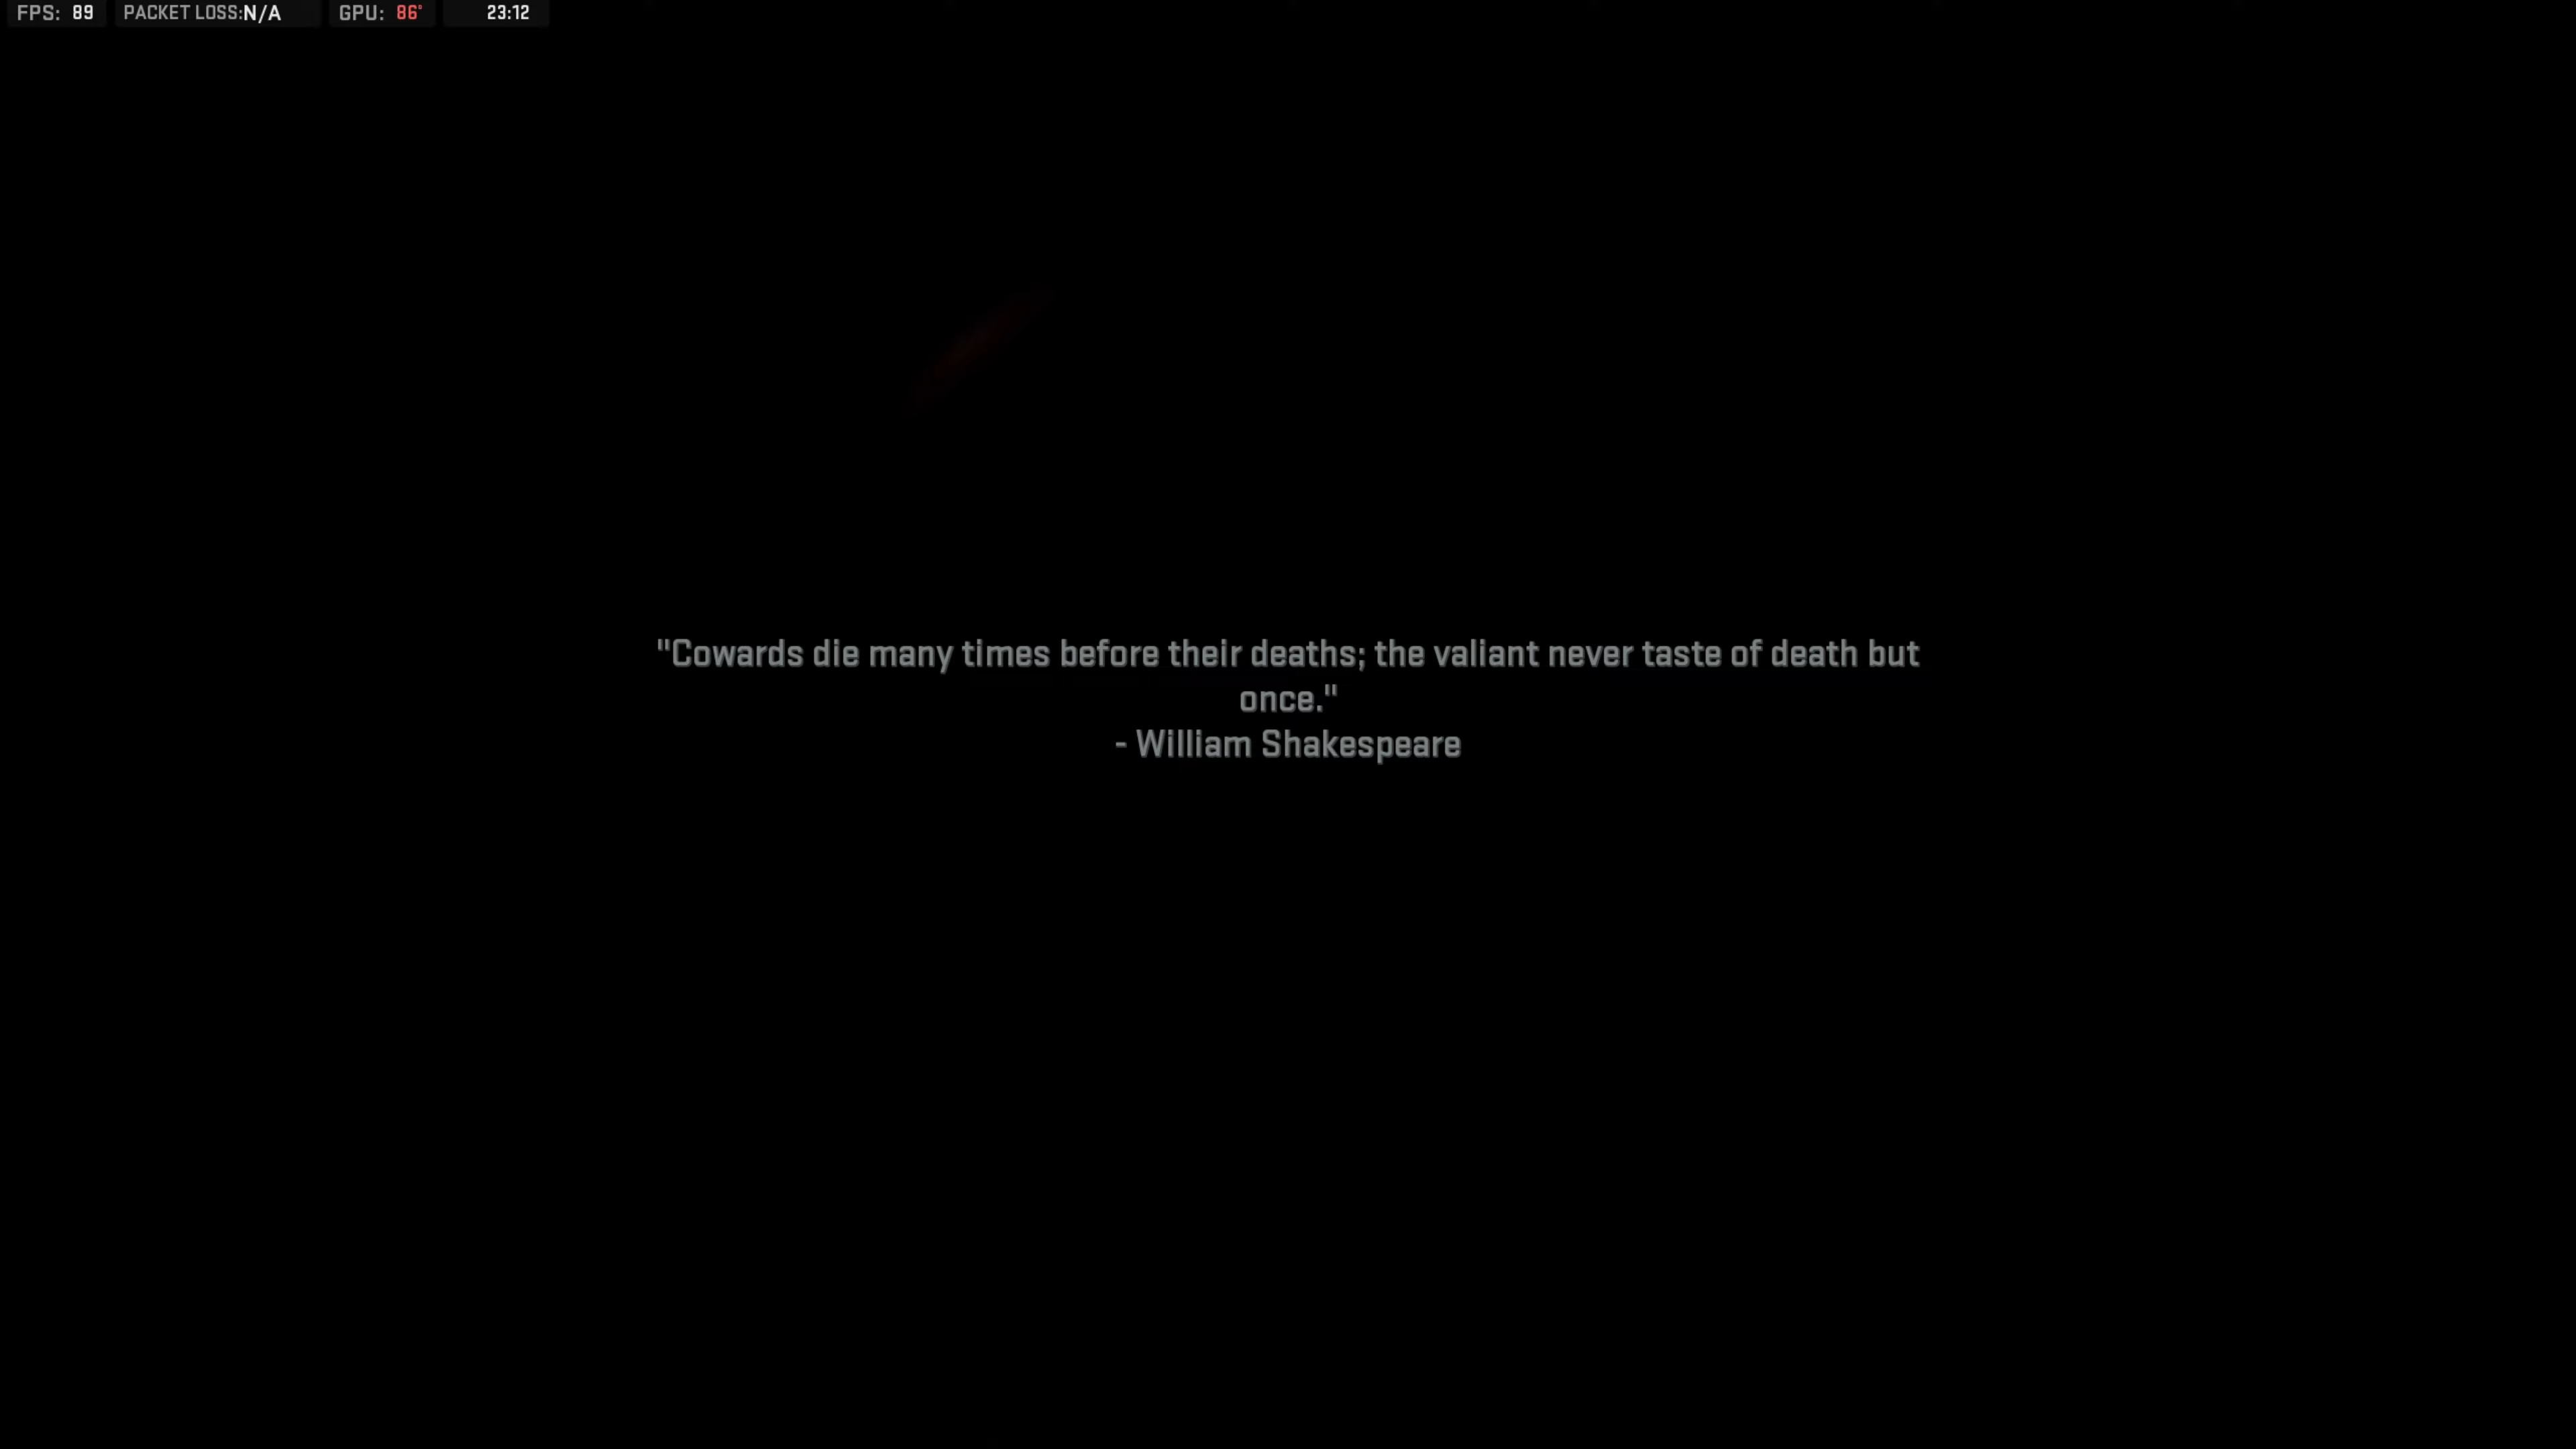 FPS: 89 PACKET LOSS:N/A GPU: 86° 23:12
"Cowards die many times before their deaths; the valiant never taste of death but
once."
- William Shakespeare